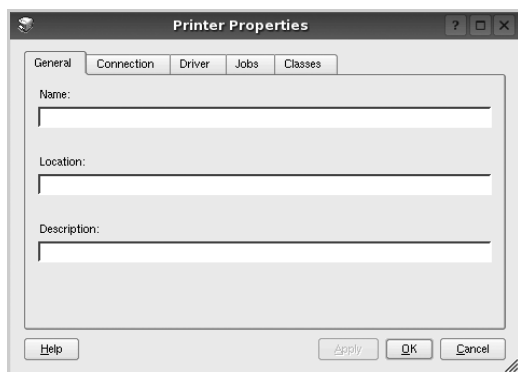 Printer Properties
?
General Connection Driver Jobs Classes
Name:
Location:
Description:
Help Apply OK Cancel